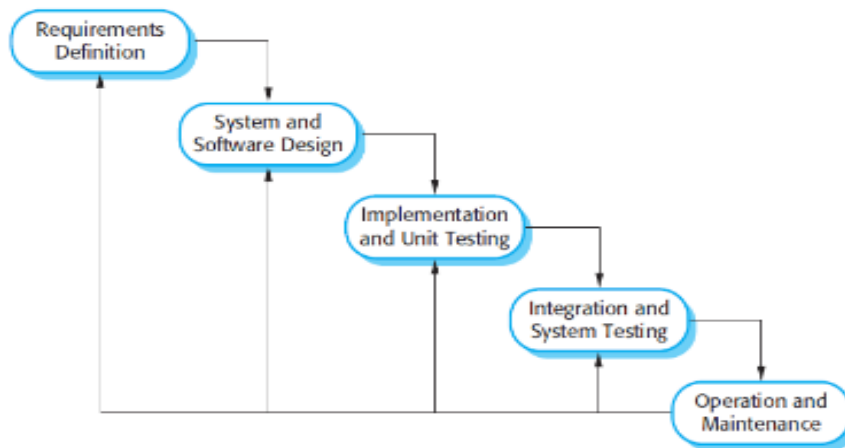 Requirements
Definition
System and
Software Design
Implementation
and Unit Testing
Integration and
System Testing
Operation and
Maintenance